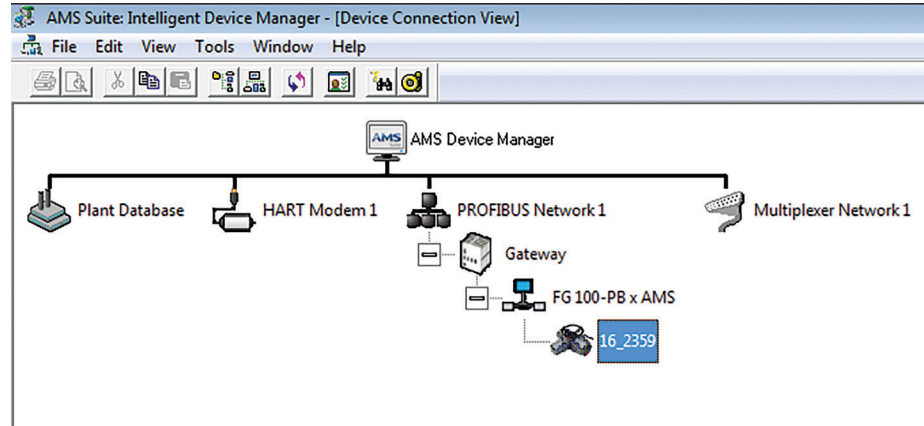 AMS Suite: Intelligent Device Manager - [Device Connection View]
File Edit View Tools Window Help
AMS AMS Device Manager
Plant Database HART Modem 1 PROFIBUS Network 1 Multiplexer Network 1
Gateway
FG 100-PB x AMS
16_2359